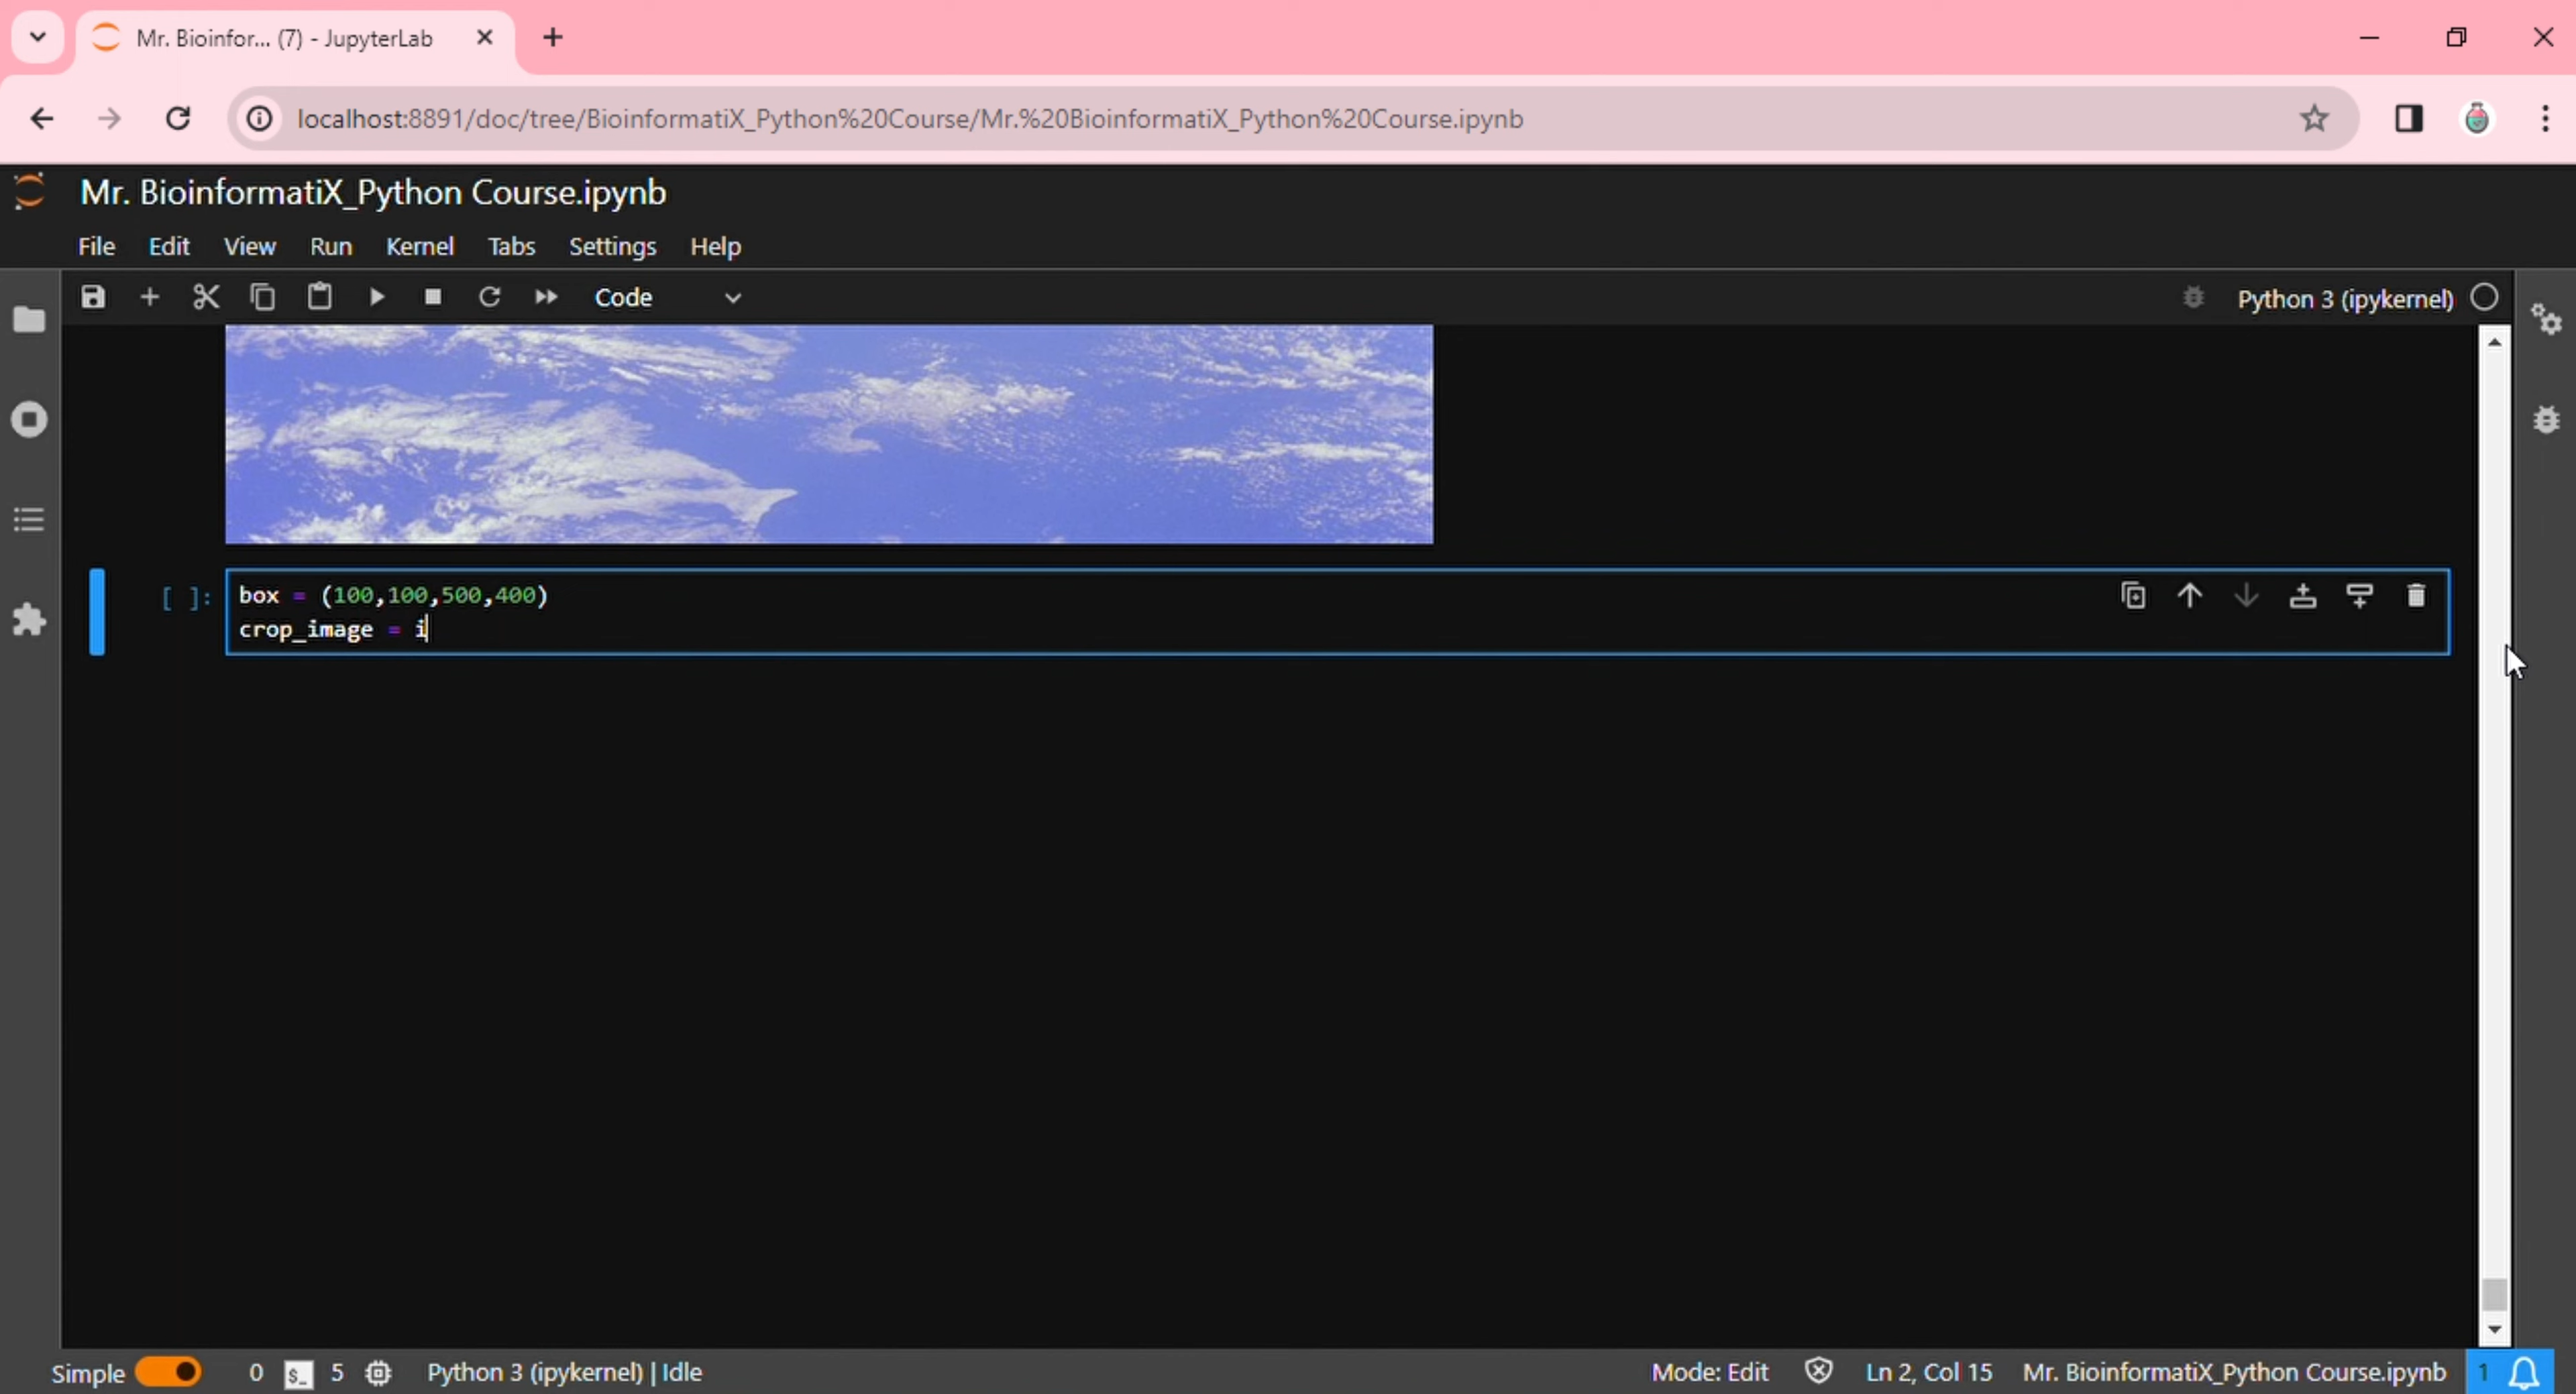 Mr. Bioinfor... (7) - JupyterLab
localhost:8891/doc/tree/BioinformatiX_Python%20Course/Mr.%20BioinformatiX_Python%20Course.ipynb
Mr. BioinformatiX_Python Course.ipynb
File Edit View Run Kernel Tabs Settings Help
Code Python 3 (ipykernel)
[ ]: box = (100,100,500,400)
crop_image = i
Simple 0 $_ 5 Python 3 (ipykernel) | Idle Mode: Edit Ln 2, Col 15 Mr. BioinformatiX_Python Course.ipynb 1